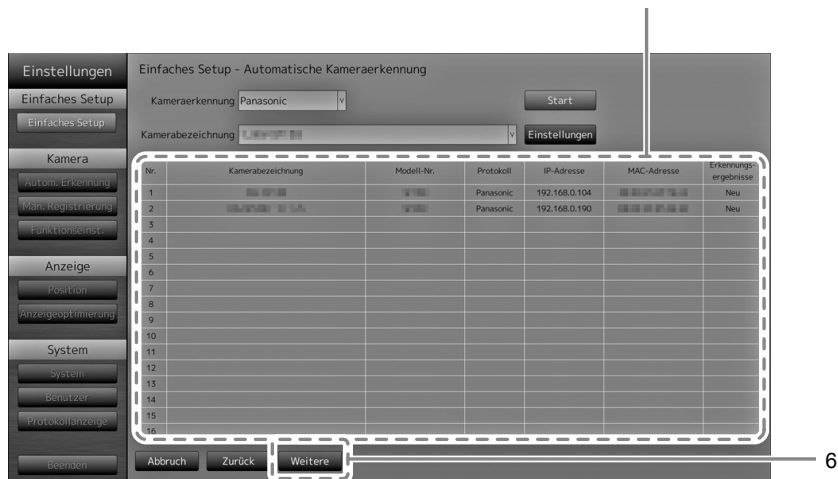 Einstellungen
Einfaches Setup
Einfaches Setup
Kamera
Autom. Erkennung
Man. Registrierung
Funktionseinst.
Anzeige
Position
Anzeigeoptimierung
System
System
Benutzer
Protokollanzeige
Beenden
Einfaches Setup - Automatische Kameraerkennung
Kameraerkennung Panasonic Start
Kamerabezeichnung Einstellungen
Nr. Kamerabezeichnung Modell-Nr. Protokoll IP-Adresse MAC-Adresse Erkennungs-
ergebnisse
1 Panasonic 192.168.0.104 Neu
2 Panasonic 192.168.0.190 Neu
3
4
5
6
7
8
9
10
11
12
13
14
15
16
Abbruch Zurück Weitere
6